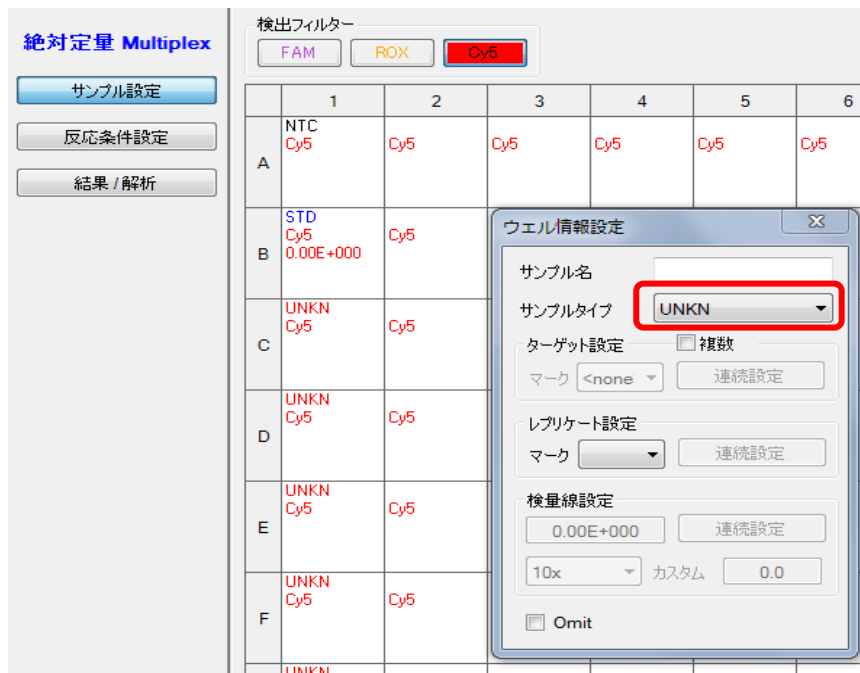 絶対定量 Multiplex
サンプル設定
反応条件設定
結果 / 解析
検出フィルター
FAM ROX Cy5
1 2 3 4 5 6
A
NTC
Cy5 Cy5 Cy5 Cy5 Cy5 Cy5
B
STD
Cy5 Cy5
0.00E+000
C
UNKN
Cy5 Cy5
D
UNKN
Cy5 Cy5
E
UNKN
Cy5 Cy5
F
UNKN
Cy5 Cy5
UNKN
ウェル情報設定
サンプル名
サンプルタイプ UNKN
ターゲット設定 複数
マーク <none 連続設定
レプリケート設定
マーク 連続設定
検量線設定
0.00E+000 連続設定
10x カスタム 0.0
Omit